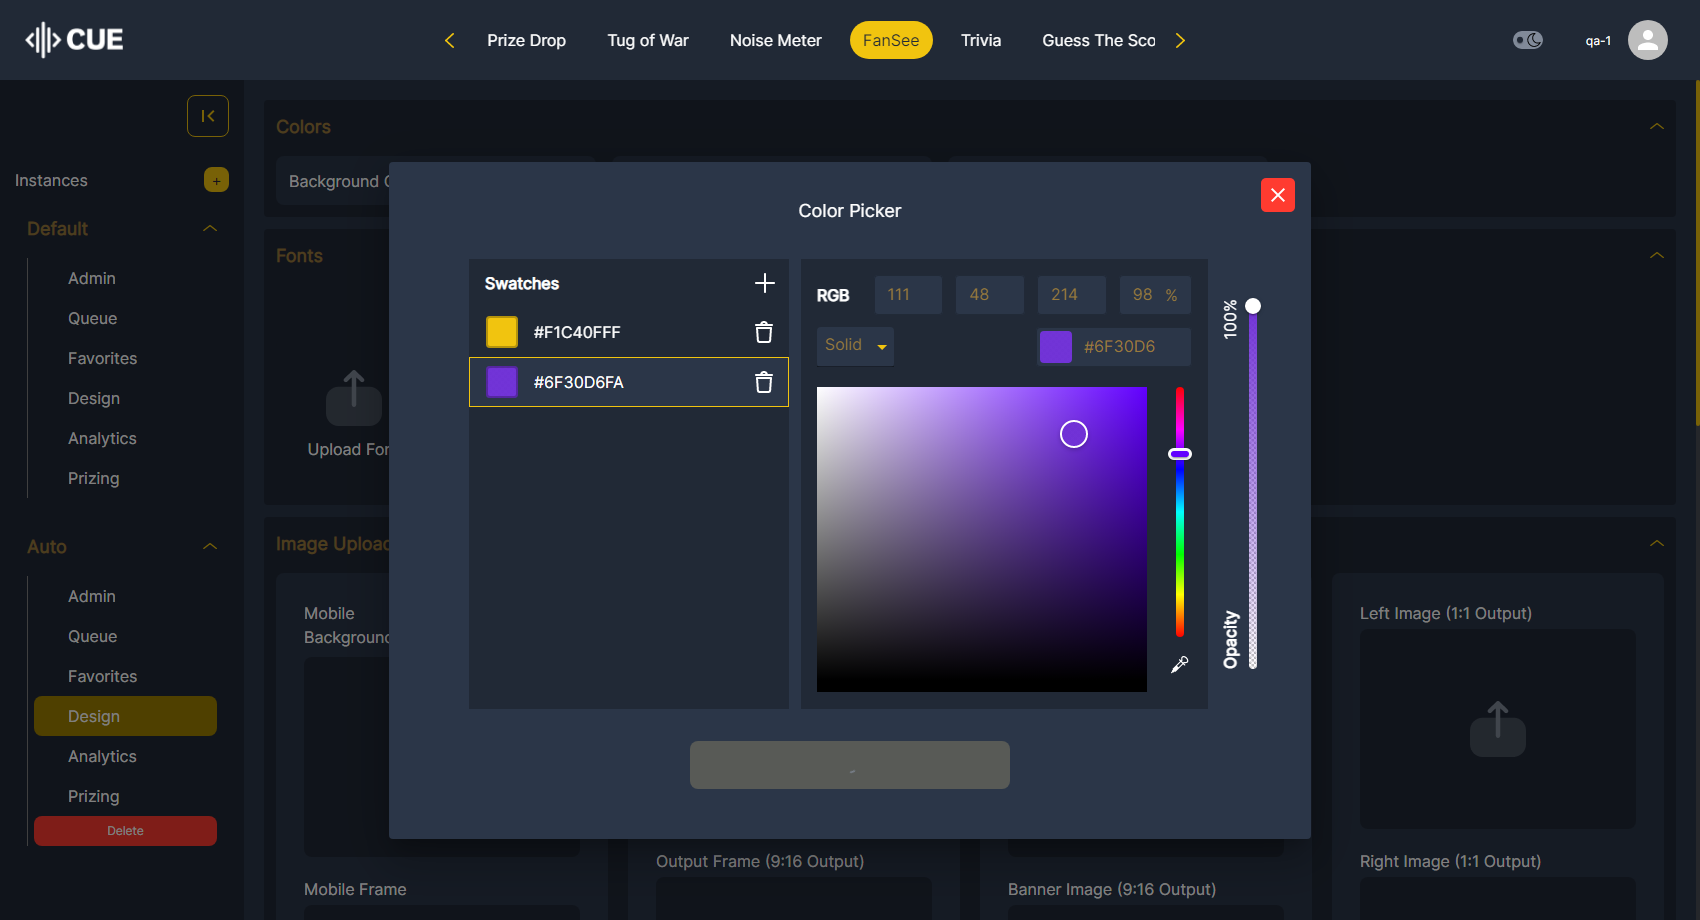 CUE
Prize Drop
Tug of War
Noise Meter
FanSee
Trivia
Guess The Sco
qa-1
Instances
+
Default
Admin
Queue
Favorites
Design
Analytics
Prizing
Auto
Admin
Queue
Favorites
Design
Analytics
Prizing
Delete
Colors
Background
Fonts
Upload
Image Upload
Mobile
Background
Mobile Frame
Output Frame (9:16 Output)
Banner Image (9:16 Output)
Left Image (1:1 Output)
Right Image (1:1 Output)
Color Picker
Swatches
#F1C40FFF
#6F30D6FA
RGB
111
48
214
98 %
Solid
#6F30D6
100%
Opacity